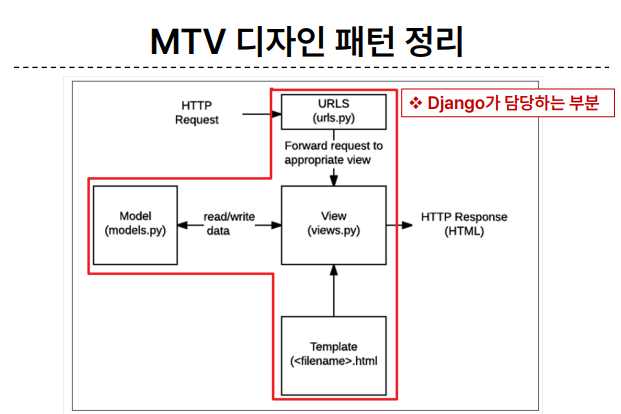 MTV 디자인 패턴 정리
❖ Django가 담당하는 부분
HTTP
Request
URLS
(urls.py)
Forward request to
appropriate view
Model
(models.py)
read/write
data
View
(views.py)
HTTP Response
(HTML)
Template
(<filename>.html